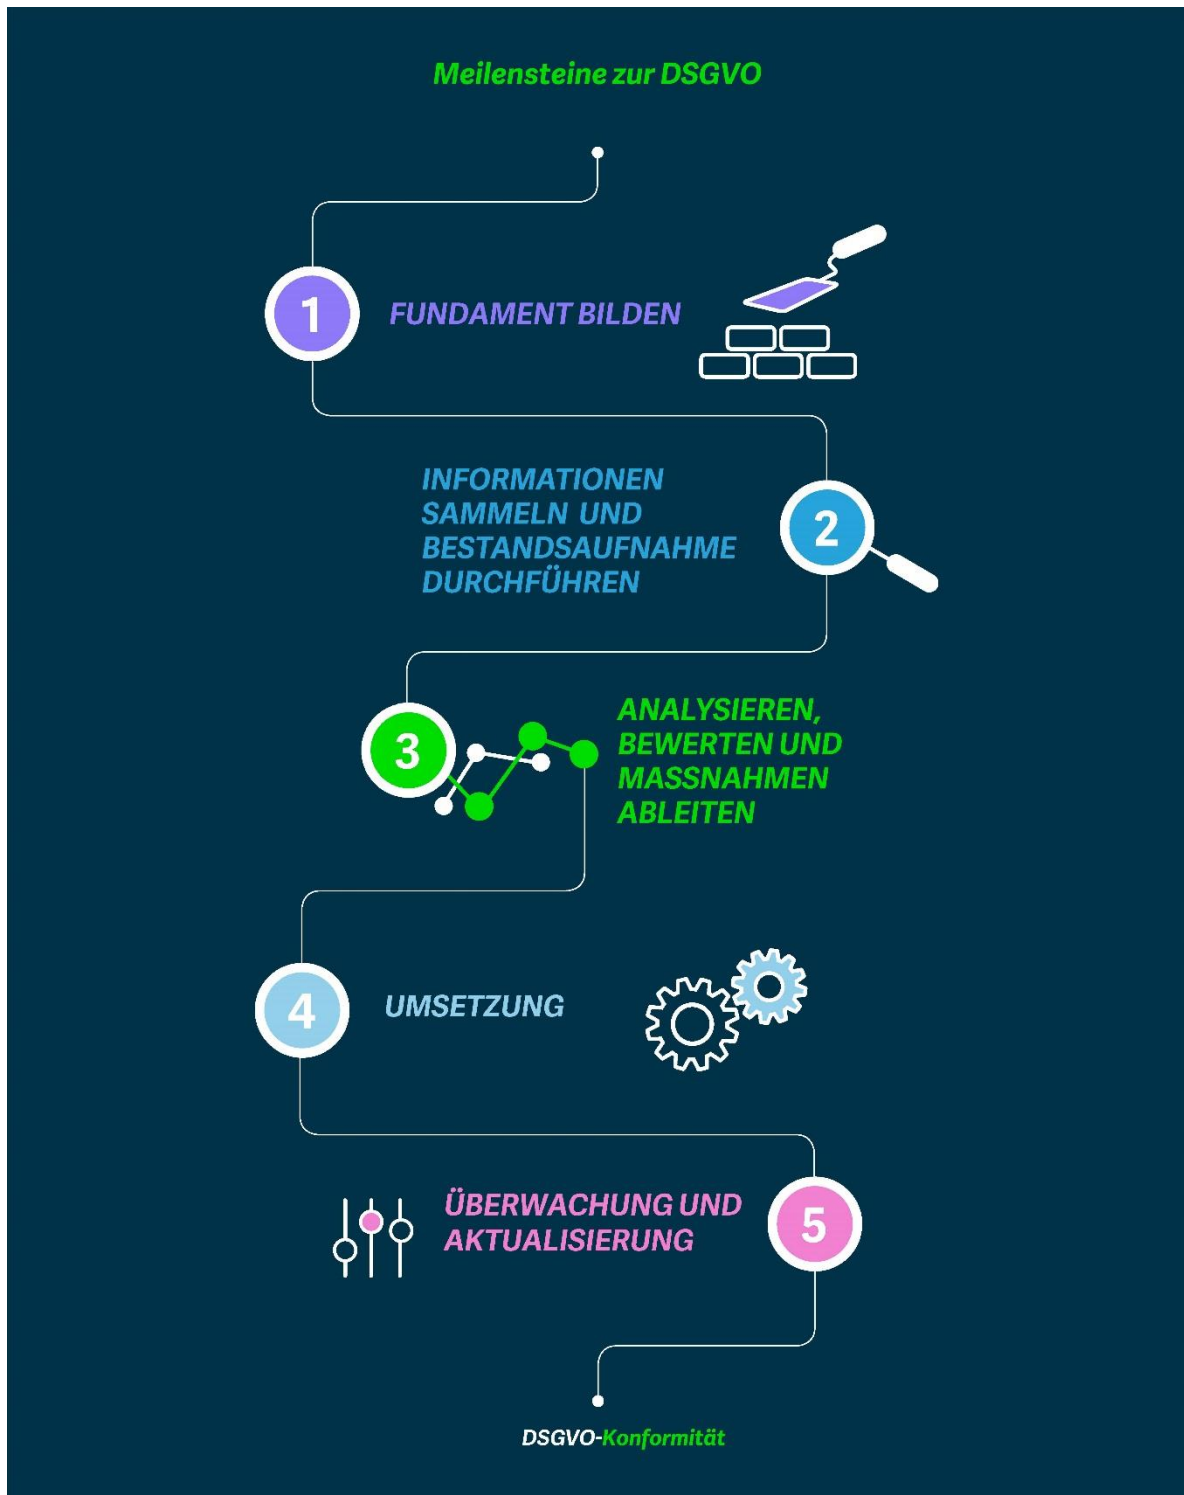 Meilensteine zur DSGVO
1
FUNDAMENT BILDEN
INFORMATIONEN
SAMMELN UND
BESTANDSAUFNAHME
DURCHFÜHREN
2
3
ANALYSIEREN,
BEWERTEN UND
MASSNAHMEN
ABLEITEN
4
UMSETZUNG
ÜBERWACHUNG UND
AKTUALISIERUNG
5
DSGVO-Konformität